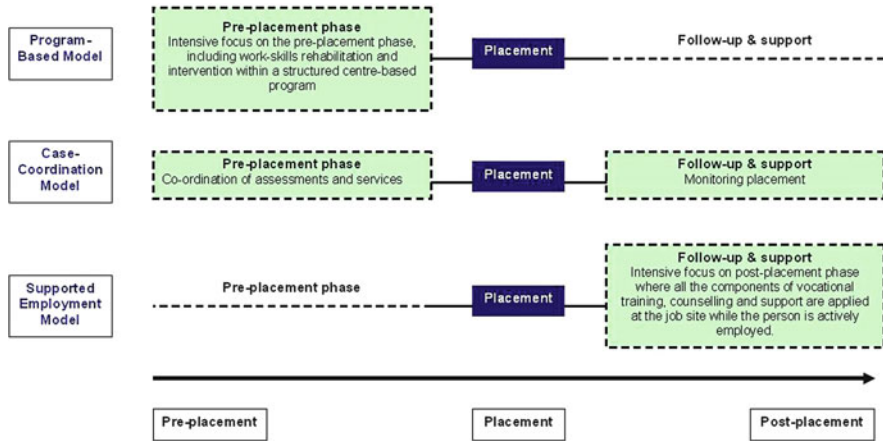 Program-
Based Model
Pre-placement phase
Intensive focus on the pre-placement phase,
including work-skills rehabilitation and
intervention within a structured centre-based
program
Placement
Follow-up & support
Case-
Coordination
Model
Pre-placement phase
Co-ordination of assessments and services
Placement
Follow-up & support
Monitoring placement
Supported
Employment
Model
Pre-placement phase
Placement
Follow-up & support
Intensive focus on post-placement phase
where all the components of vocational
training, counselling and support are applied
at the job site while the person is actively
employed.
Pre-placement
Placement
Post-placement